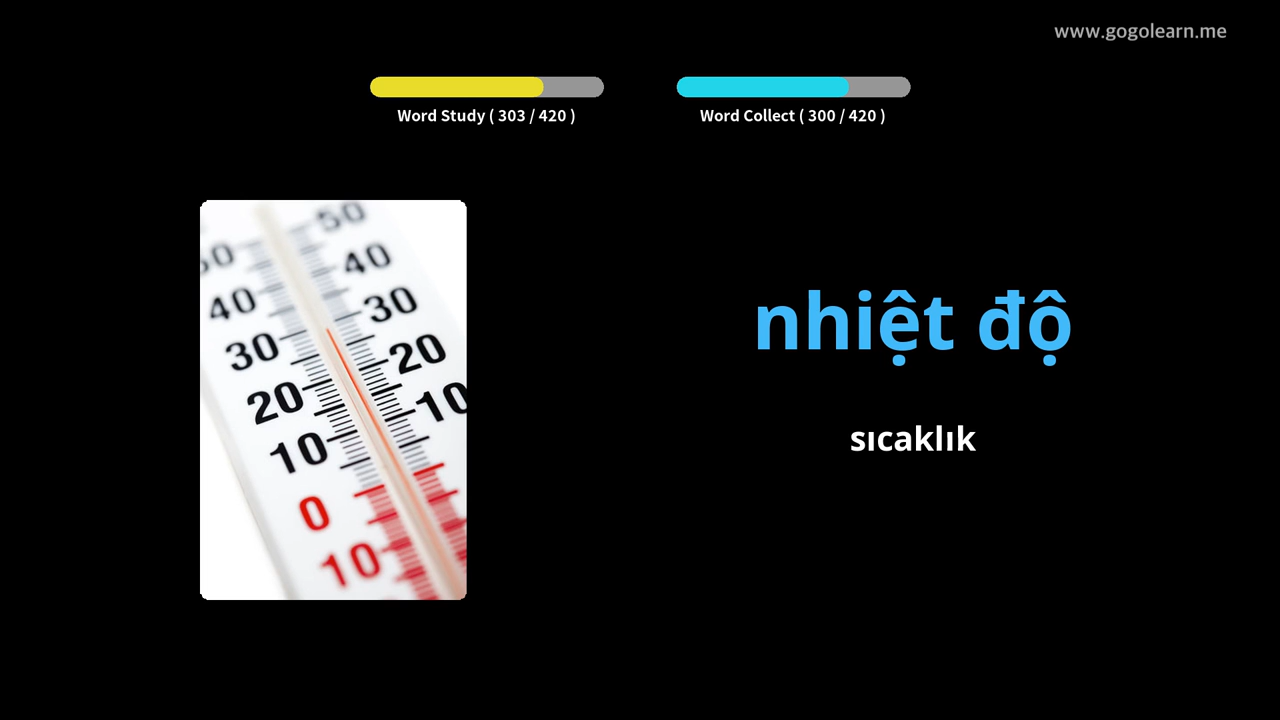 www.gogolearn.me
Word Study ( 303 / 420 )
Word Collect ( 300 / 420 )
50
40
30
20
10
40
30
20
10
0
10
nhiệt độ
sıcaklık